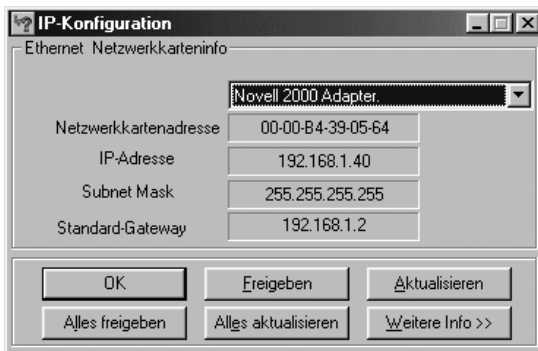 IP-Konfiguration
Ethernet Netzwerkkarteninfo
Novell 2000 Adapter.
Netzwerkkartenadresse 00-00-B4-39-05-64
IP-Adresse 192.168.1.40
Subnet Mask 255.255.255.255
Standard-Gateway 192.168.1.2
OK Freigeben Aktualisieren
Alles freigeben Alles aktualisieren Weitere Info >>